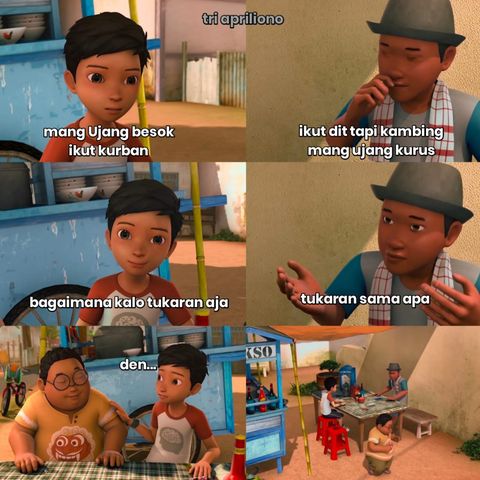 tri apriliono
mang Ujang besok
ikut kurban
ikut dit tapi kambing
mang ujang kurus
bagaimana kalo tukaran aja
tukaran sama apa
den...
KSO